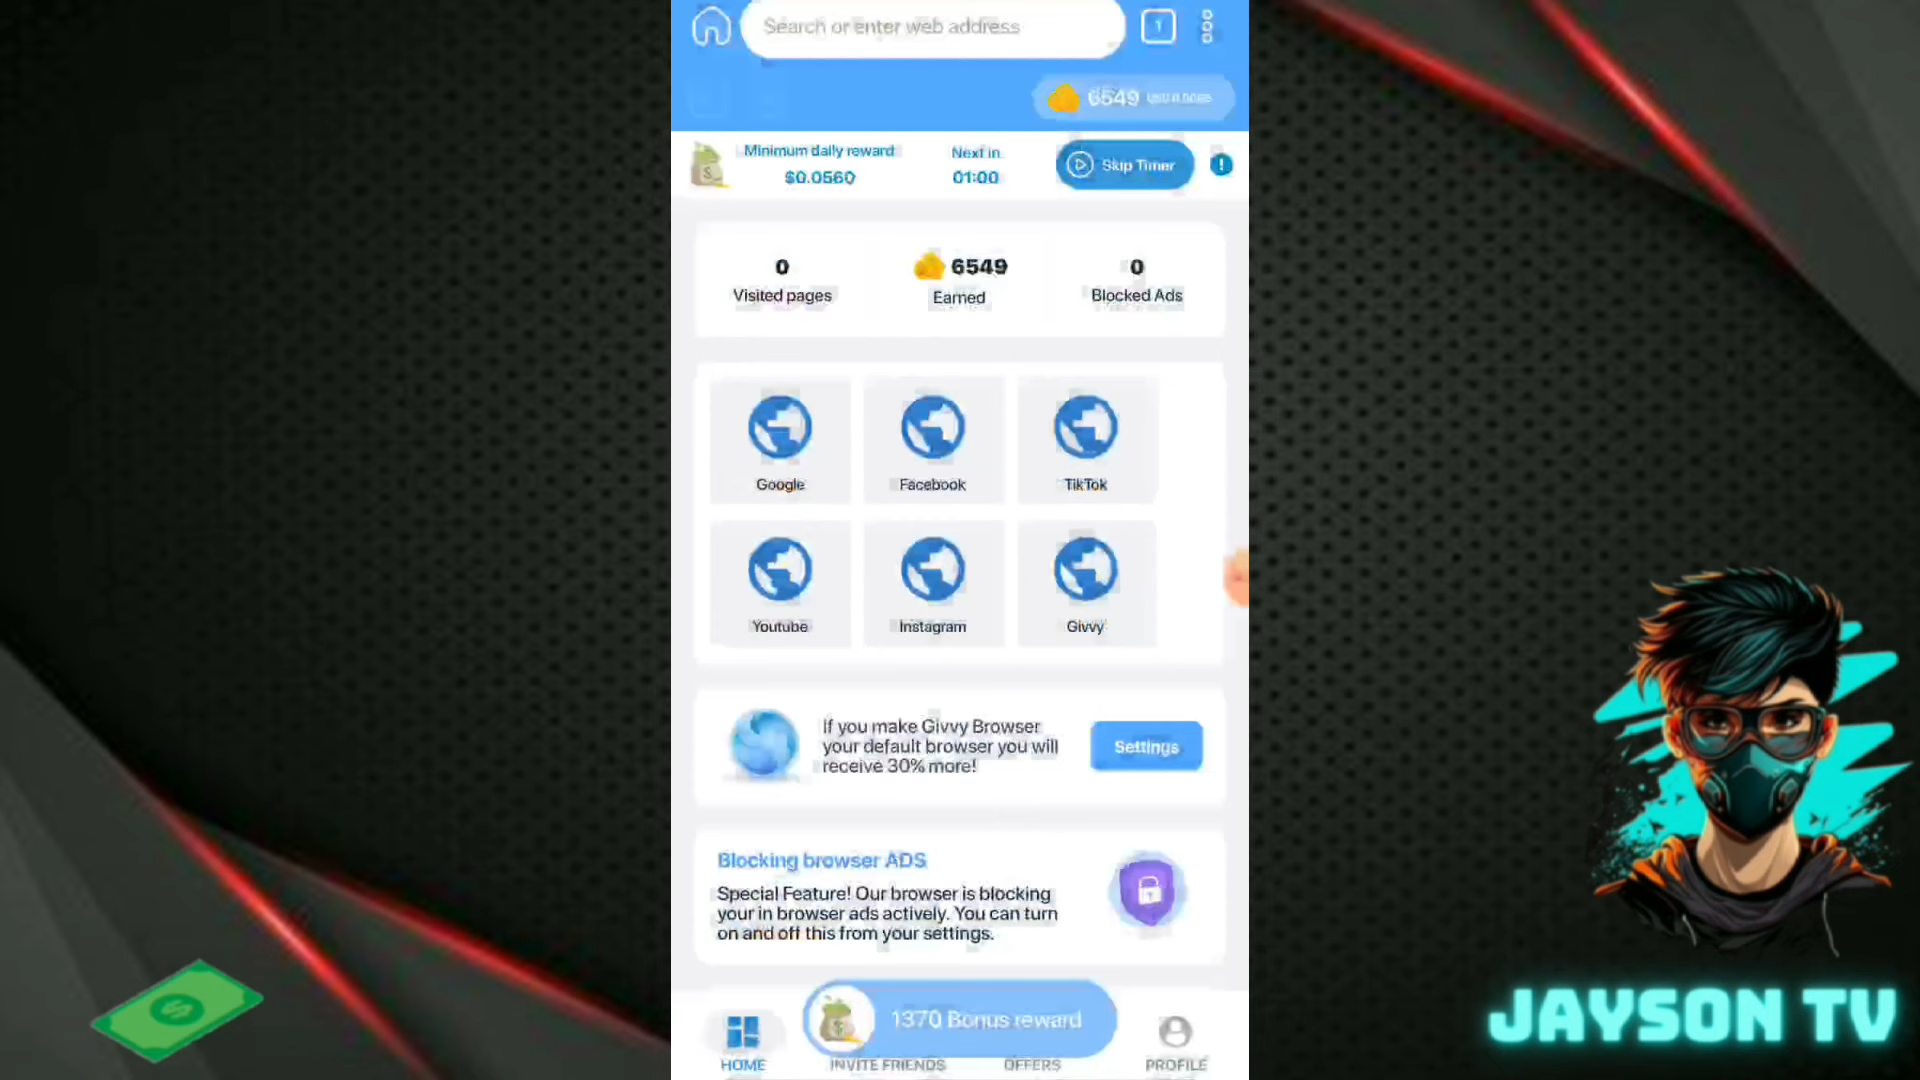 Search or enter web address
1
6549
Minimum daily reward
$0.0560
Next in
01:00
Skip Timer
!
0
Visited pages
6549
Earned
0
Blocked Ads
Google
Facebook
TikTok
Youtube
Instagram
Givvy
If you make Givvy Browser
your default browser you will
receive 30% more!
Settings
Blocking browser ADS
Special Feature! Our browser is blocking
your in browser ads actively. You can turn
on and off this from your settings.
1370 Bonus reward
HOME
INVITE FRIENDS
OFFERS
PROFILE
JAYSON TV